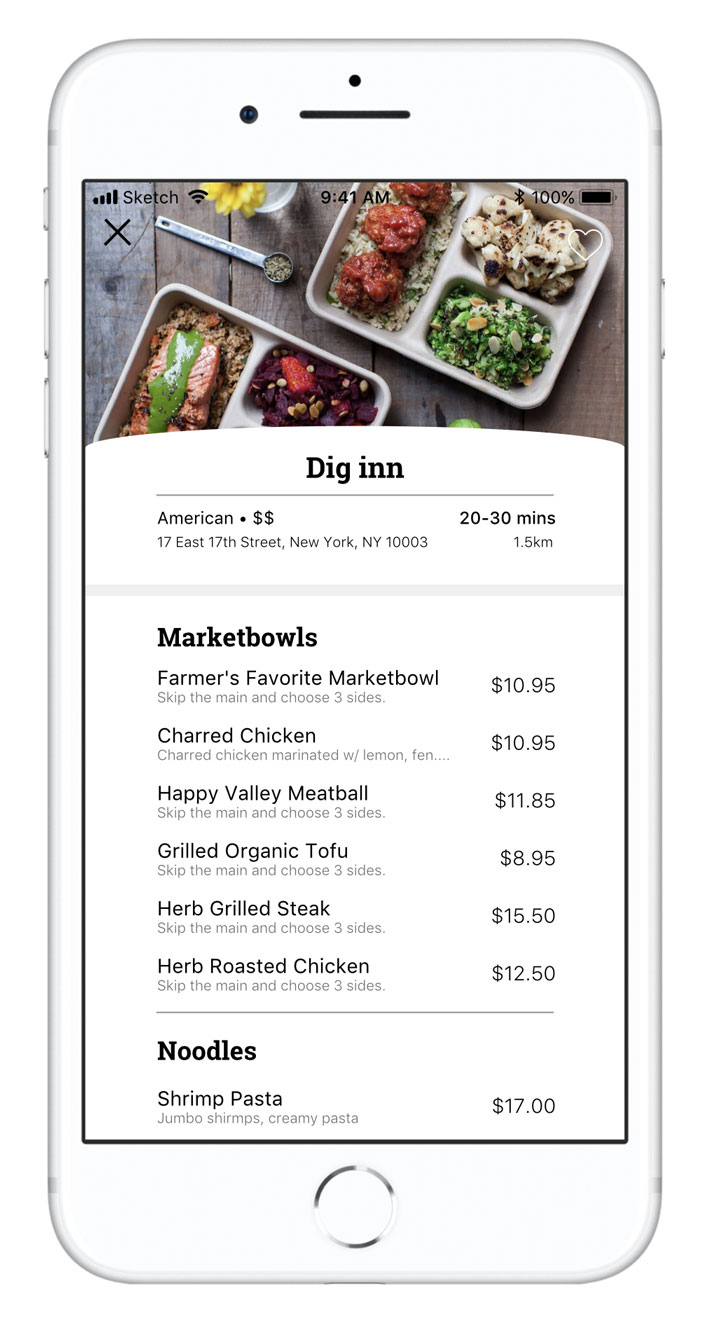 Sketch 9:41 AM 100%
Dig inn
American • $$ 20-30 mins
17 East 17th Street, New York, NY 10003 1.5km
Marketbowls
Farmer's Favorite Marketbowl $10.95
Skip the main and choose 3 sides.
Charred Chicken $10.95
Charred chicken marinated w/ lemon, fen....
Happy Valley Meatball $11.85
Skip the main and choose 3 sides.
Grilled Organic Tofu $8.95
Skip the main and choose 3 sides.
Herb Grilled Steak $15.50
Skip the main and choose 3 sides.
Herb Roasted Chicken $12.50
Skip the main and choose 3 sides.
Noodles
Shrimp Pasta $17.00
Jumbo shirmps, creamy pasta